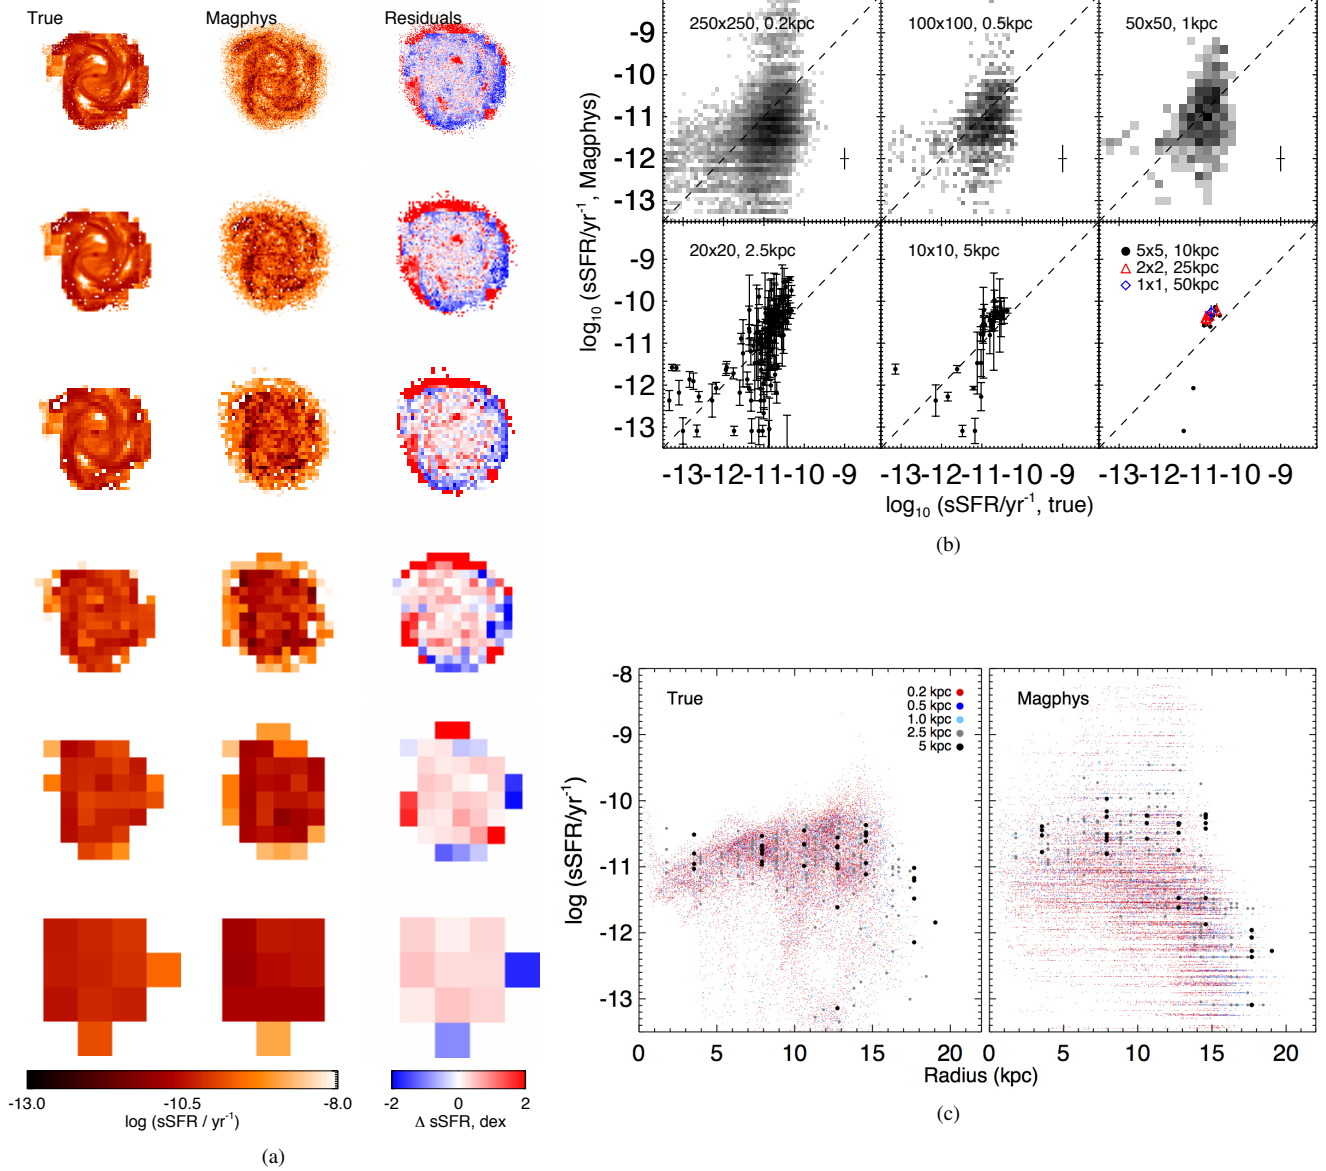 True Magphys Residuals
-13.0 -10.5 -8.0
log (sSFR / yr⁻¹)
-2 0 2
Δ sSFR, dex
(a)
250x250, 0.2kpc 100x100, 0.5kpc 50x50, 1kpc
-9
-10
-11
-12
-13
20x20, 2.5kpc 10x10, 5kpc
5x5, 10kpc
2x2, 25kpc
1x1, 50kpc
-9
-10
-11
-12
-13
log₁₀ (sSFR/yr⁻¹, Magphys)
-13-12-11-10 -9 -13-12-11-10 -9 -13-12-11-10 -9
log₁₀ (sSFR/yr⁻¹, true)
(b)
True Magphys
0.2 kpc
0.5 kpc
1.0 kpc
2.5 kpc
5 kpc
-8
-9
-10
-11
-12
-13
log (sSFR/yr⁻¹)
0 5 10 15 20 0 5 10 15 20
Radius (kpc)
(c)